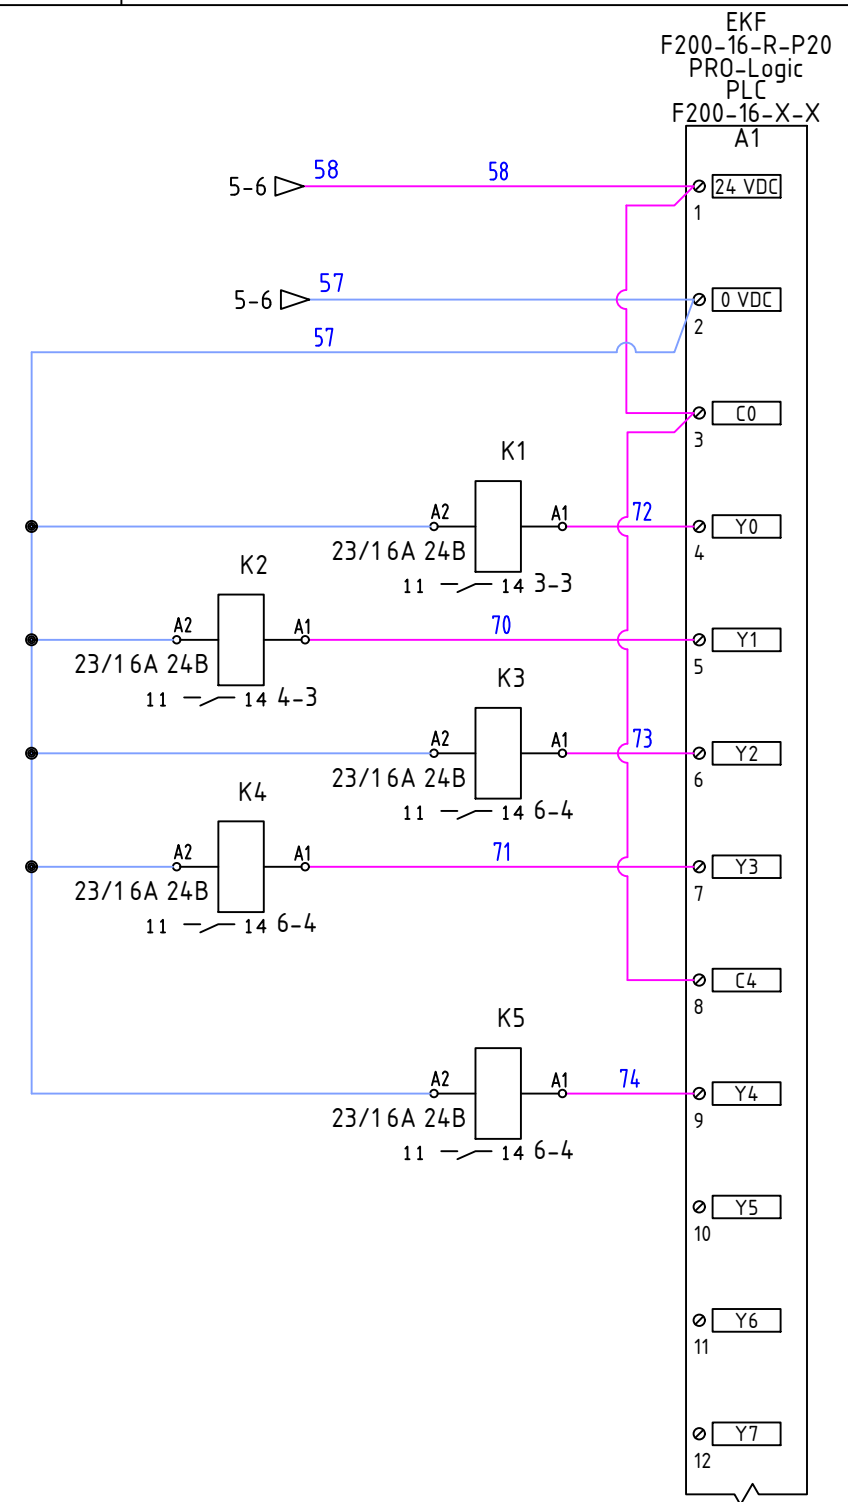 EKF
F200-16-R-P20
PRO-Logic
PLC
F200-16-X-X
A1
58 58
5-6 24 VDC
1
57
5-6 0 VDC
2
57
C0
3
K1
A2 A1 72
Y0
4
23/16A 24B
11 14 3-3
K2
A2 A1 70
Y1
5
23/16A 24B
11 14 4-3
K3
A2 A1 73
Y2
6
23/16A 24B
11 14 6-4
K4
A2 A1 71
Y3
7
23/16A 24B
11 14 6-4
C4
8
K5
A2 A1 74
Y4
9
23/16A 24B
11 14 6-4
Y5
10
Y6
11
Y7
12